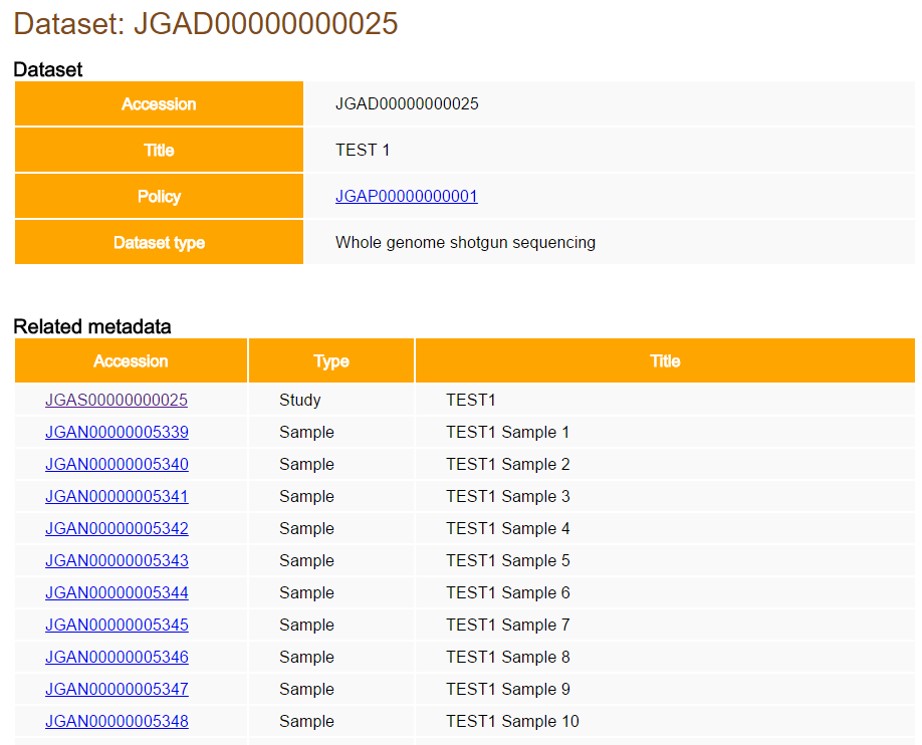 Dataset: JGAD00000000025
Dataset
Accession JGAD00000000025
Title TEST 1
Policy JGAP00000000001
Dataset type Whole genome shotgun sequencing
Related metadata
Accession Type Title
JGAS00000000025 Study TEST1
JGAN00000005339 Sample TEST1 Sample 1
JGAN00000005340 Sample TEST1 Sample 2
JGAN00000005341 Sample TEST1 Sample 3
JGAN00000005342 Sample TEST1 Sample 4
JGAN00000005343 Sample TEST1 Sample 5
JGAN00000005344 Sample TEST1 Sample 6
JGAN00000005345 Sample TEST1 Sample 7
JGAN00000005346 Sample TEST1 Sample 8
JGAN00000005347 Sample TEST1 Sample 9
JGAN00000005348 Sample TEST1 Sample 10